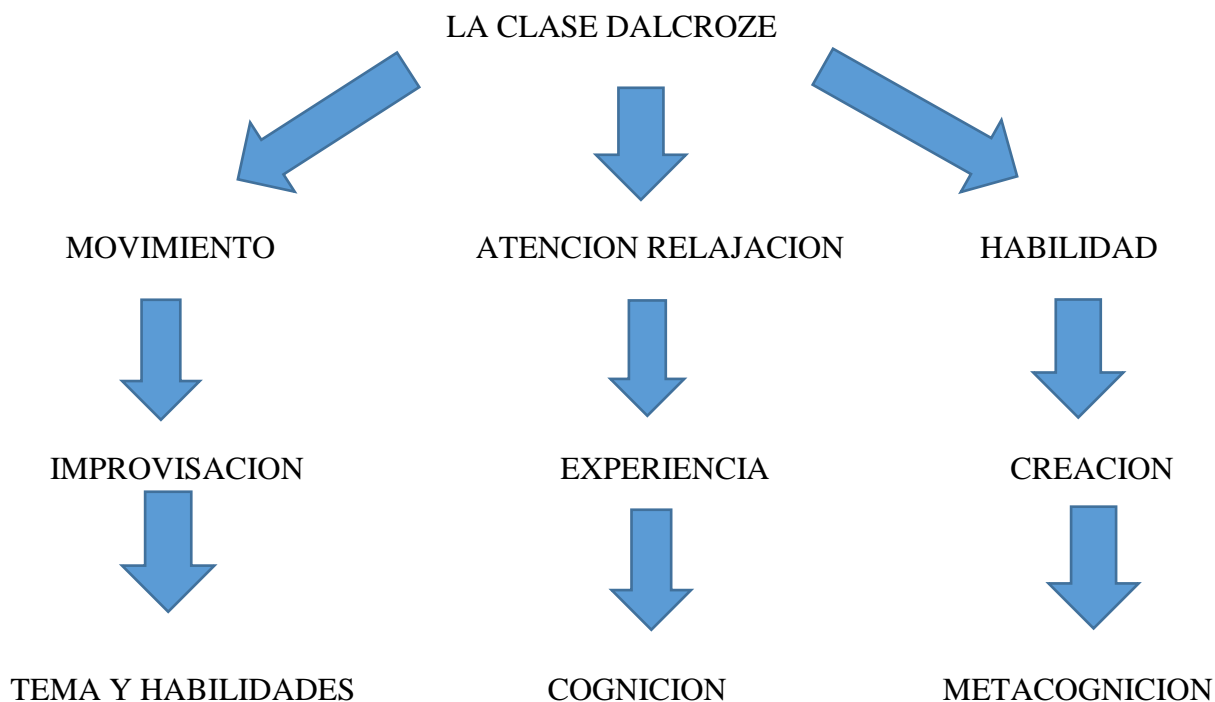 LA CLASE DALCROZE
MOVIMIENTO ATENCION RELAJACION HABILIDAD
IMPROVISACION EXPERIENCIA CREACION
TEMA Y HABILIDADES COGNICION METACOGNICION